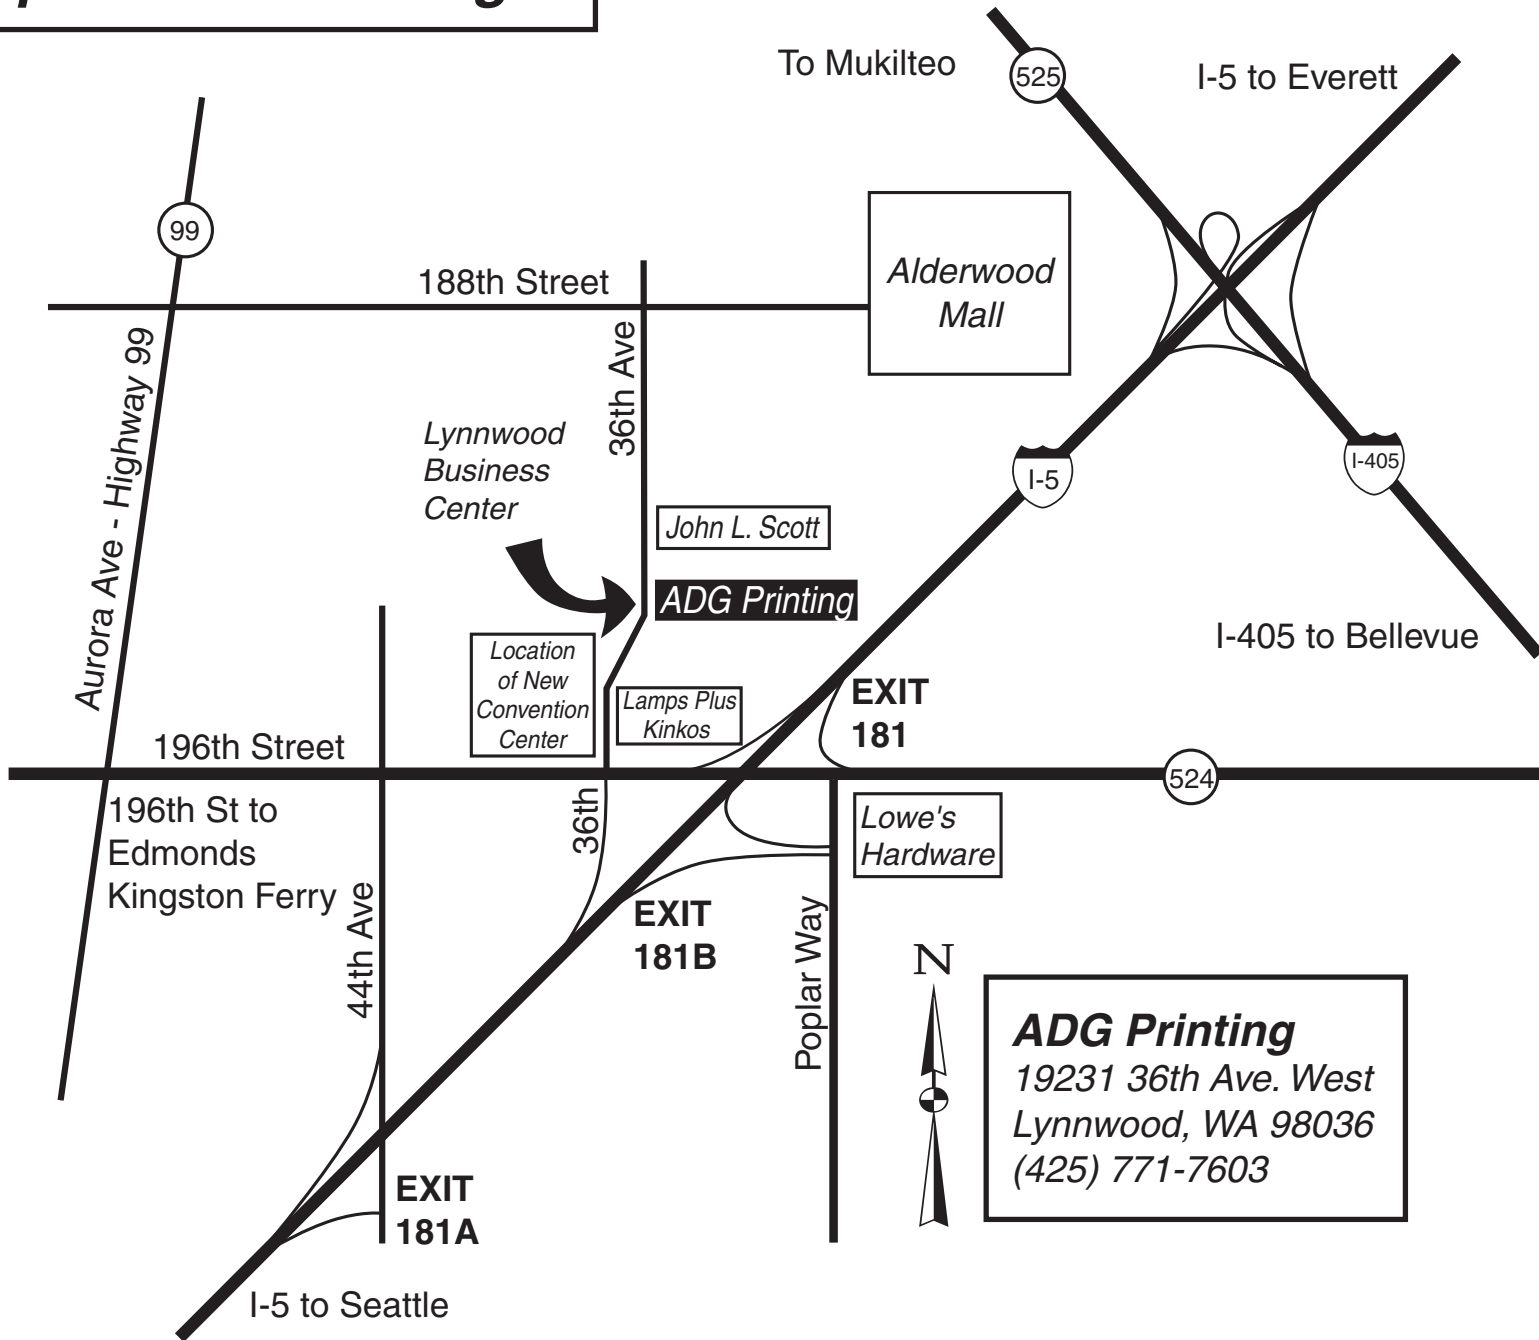 To Mukilteo
525
I-5 to Everett
99
188th Street
Alderwood
Mall
36th Ave
Aurora Ave - Highway 99
Lynnwood
Business
Center
I-5
I-405
John L. Scott
ADG Printing
I-405 to Bellevue
Location
of New
Convention
Center
Lamps Plus
Kinkos
EXIT
181
196th Street
524
196th St to
Edmonds
Kingston Ferry
36th
Lowe's
Hardware
44th Ave
EXIT
181B
Poplar Way
N
ADG Printing
19231 36th Ave. West
Lynnwood, WA 98036
(425) 771-7603
EXIT
181A
I-5 to Seattle